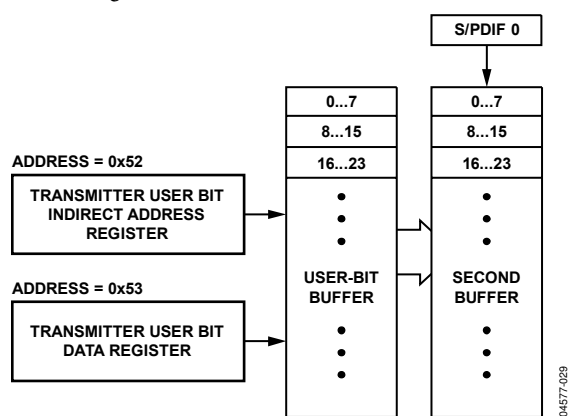 S/PDIF 0
0...7
0...7
8...15
8...15
16...23
16...23
ADDRESS = 0x52
TRANSMITTER USER BIT
INDIRECT ADDRESS
REGISTER
ADDRESS = 0x53
TRANSMITTER USER BIT
DATA REGISTER
USER-BIT
BUFFER
SECOND
BUFFER
04577-029